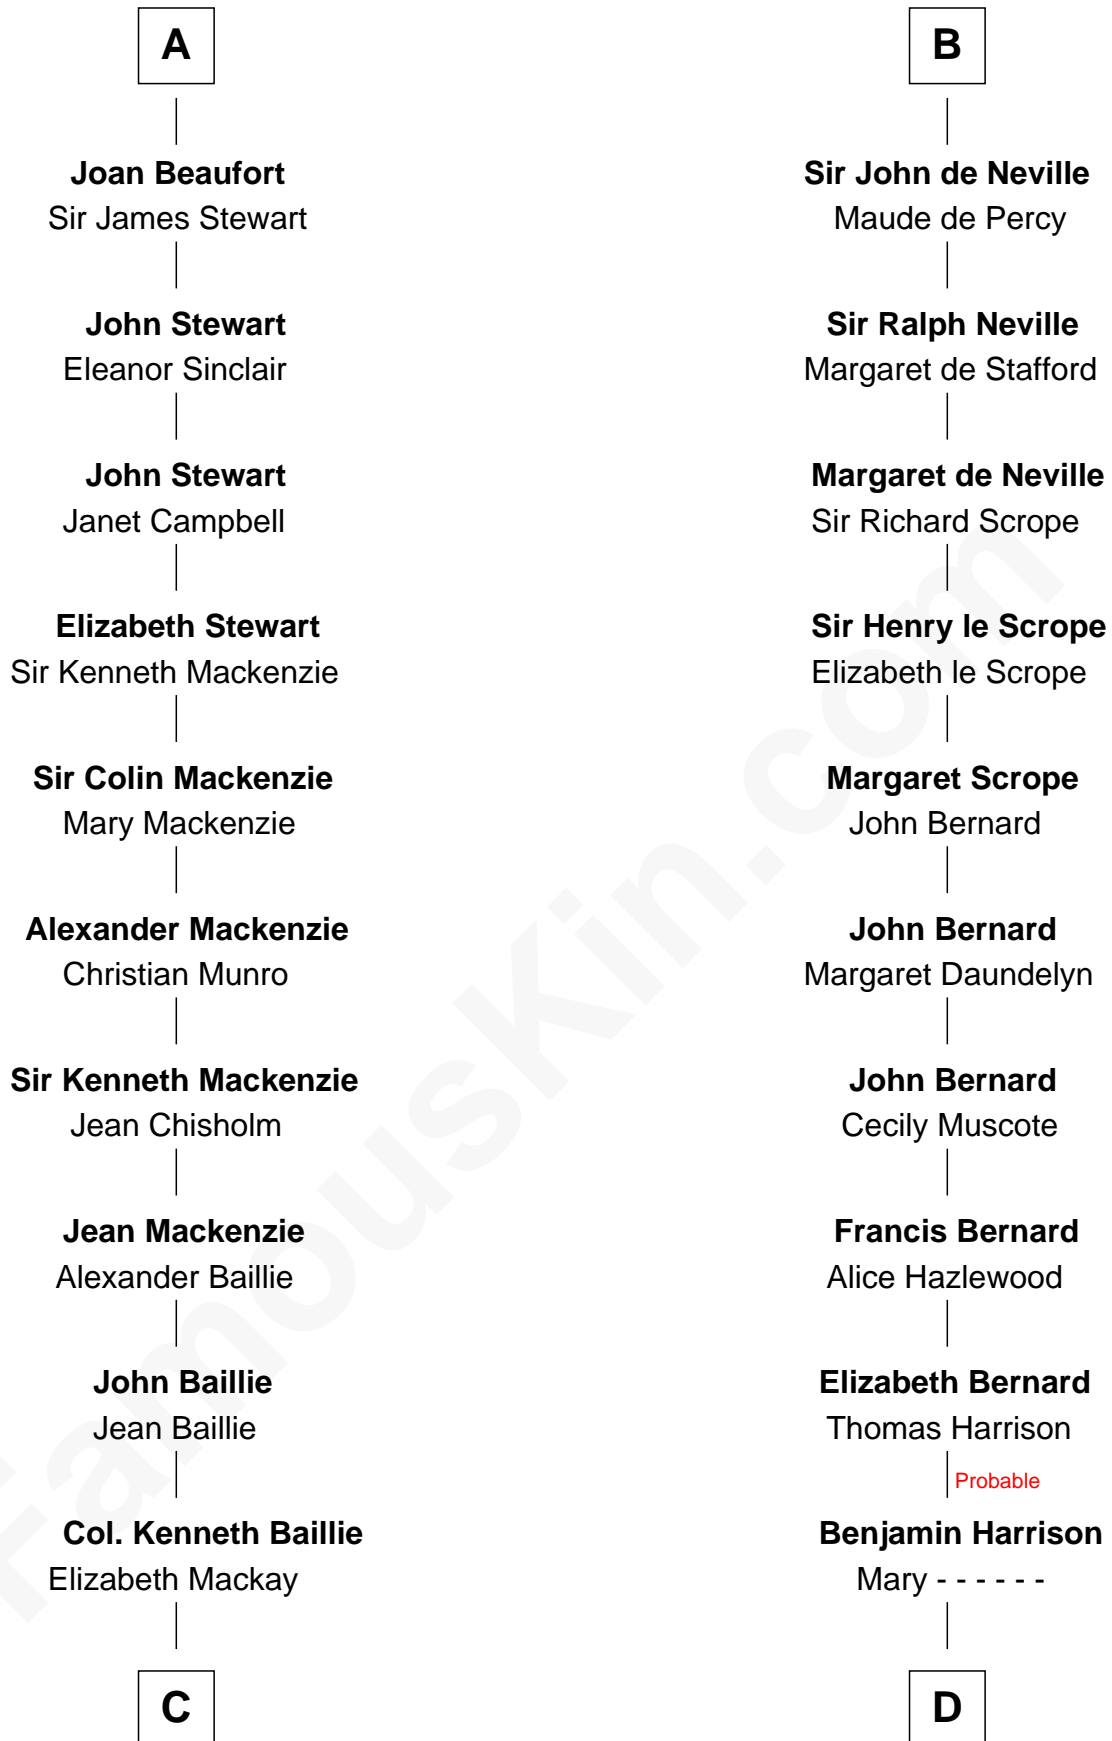 A
Joan Beaufort
Sir James Stewart
John Stewart
Eleanor Sinclair
John Stewart
Janet Campbell
Elizabeth Stewart
Sir Kenneth Mackenzie
Sir Colin Mackenzie
Mary Mackenzie
Alexander Mackenzie
Christian Munro
Sir Kenneth Mackenzie
Jean Chisholm
Jean Mackenzie
Alexander Baillie
John Baillie
Jean Baillie
Col. Kenneth Baillie
Elizabeth Mackay
C
B
Sir John de Neville
Maude de Percy
Sir Ralph Neville
Margaret de Stafford
Margaret de Neville
Sir Richard Scrope
Sir Henry le Scrope
Elizabeth le Scrope
Margaret Scrope
John Bernard
John Bernard
Margaret Daundelyn
John Bernard
Cecily Muscote
Francis Bernard
Alice Hazlewood
Elizabeth Bernard
Thomas Harrison
Probable
Benjamin Harrison
Mary - - - - - -
D
FamousKin.com